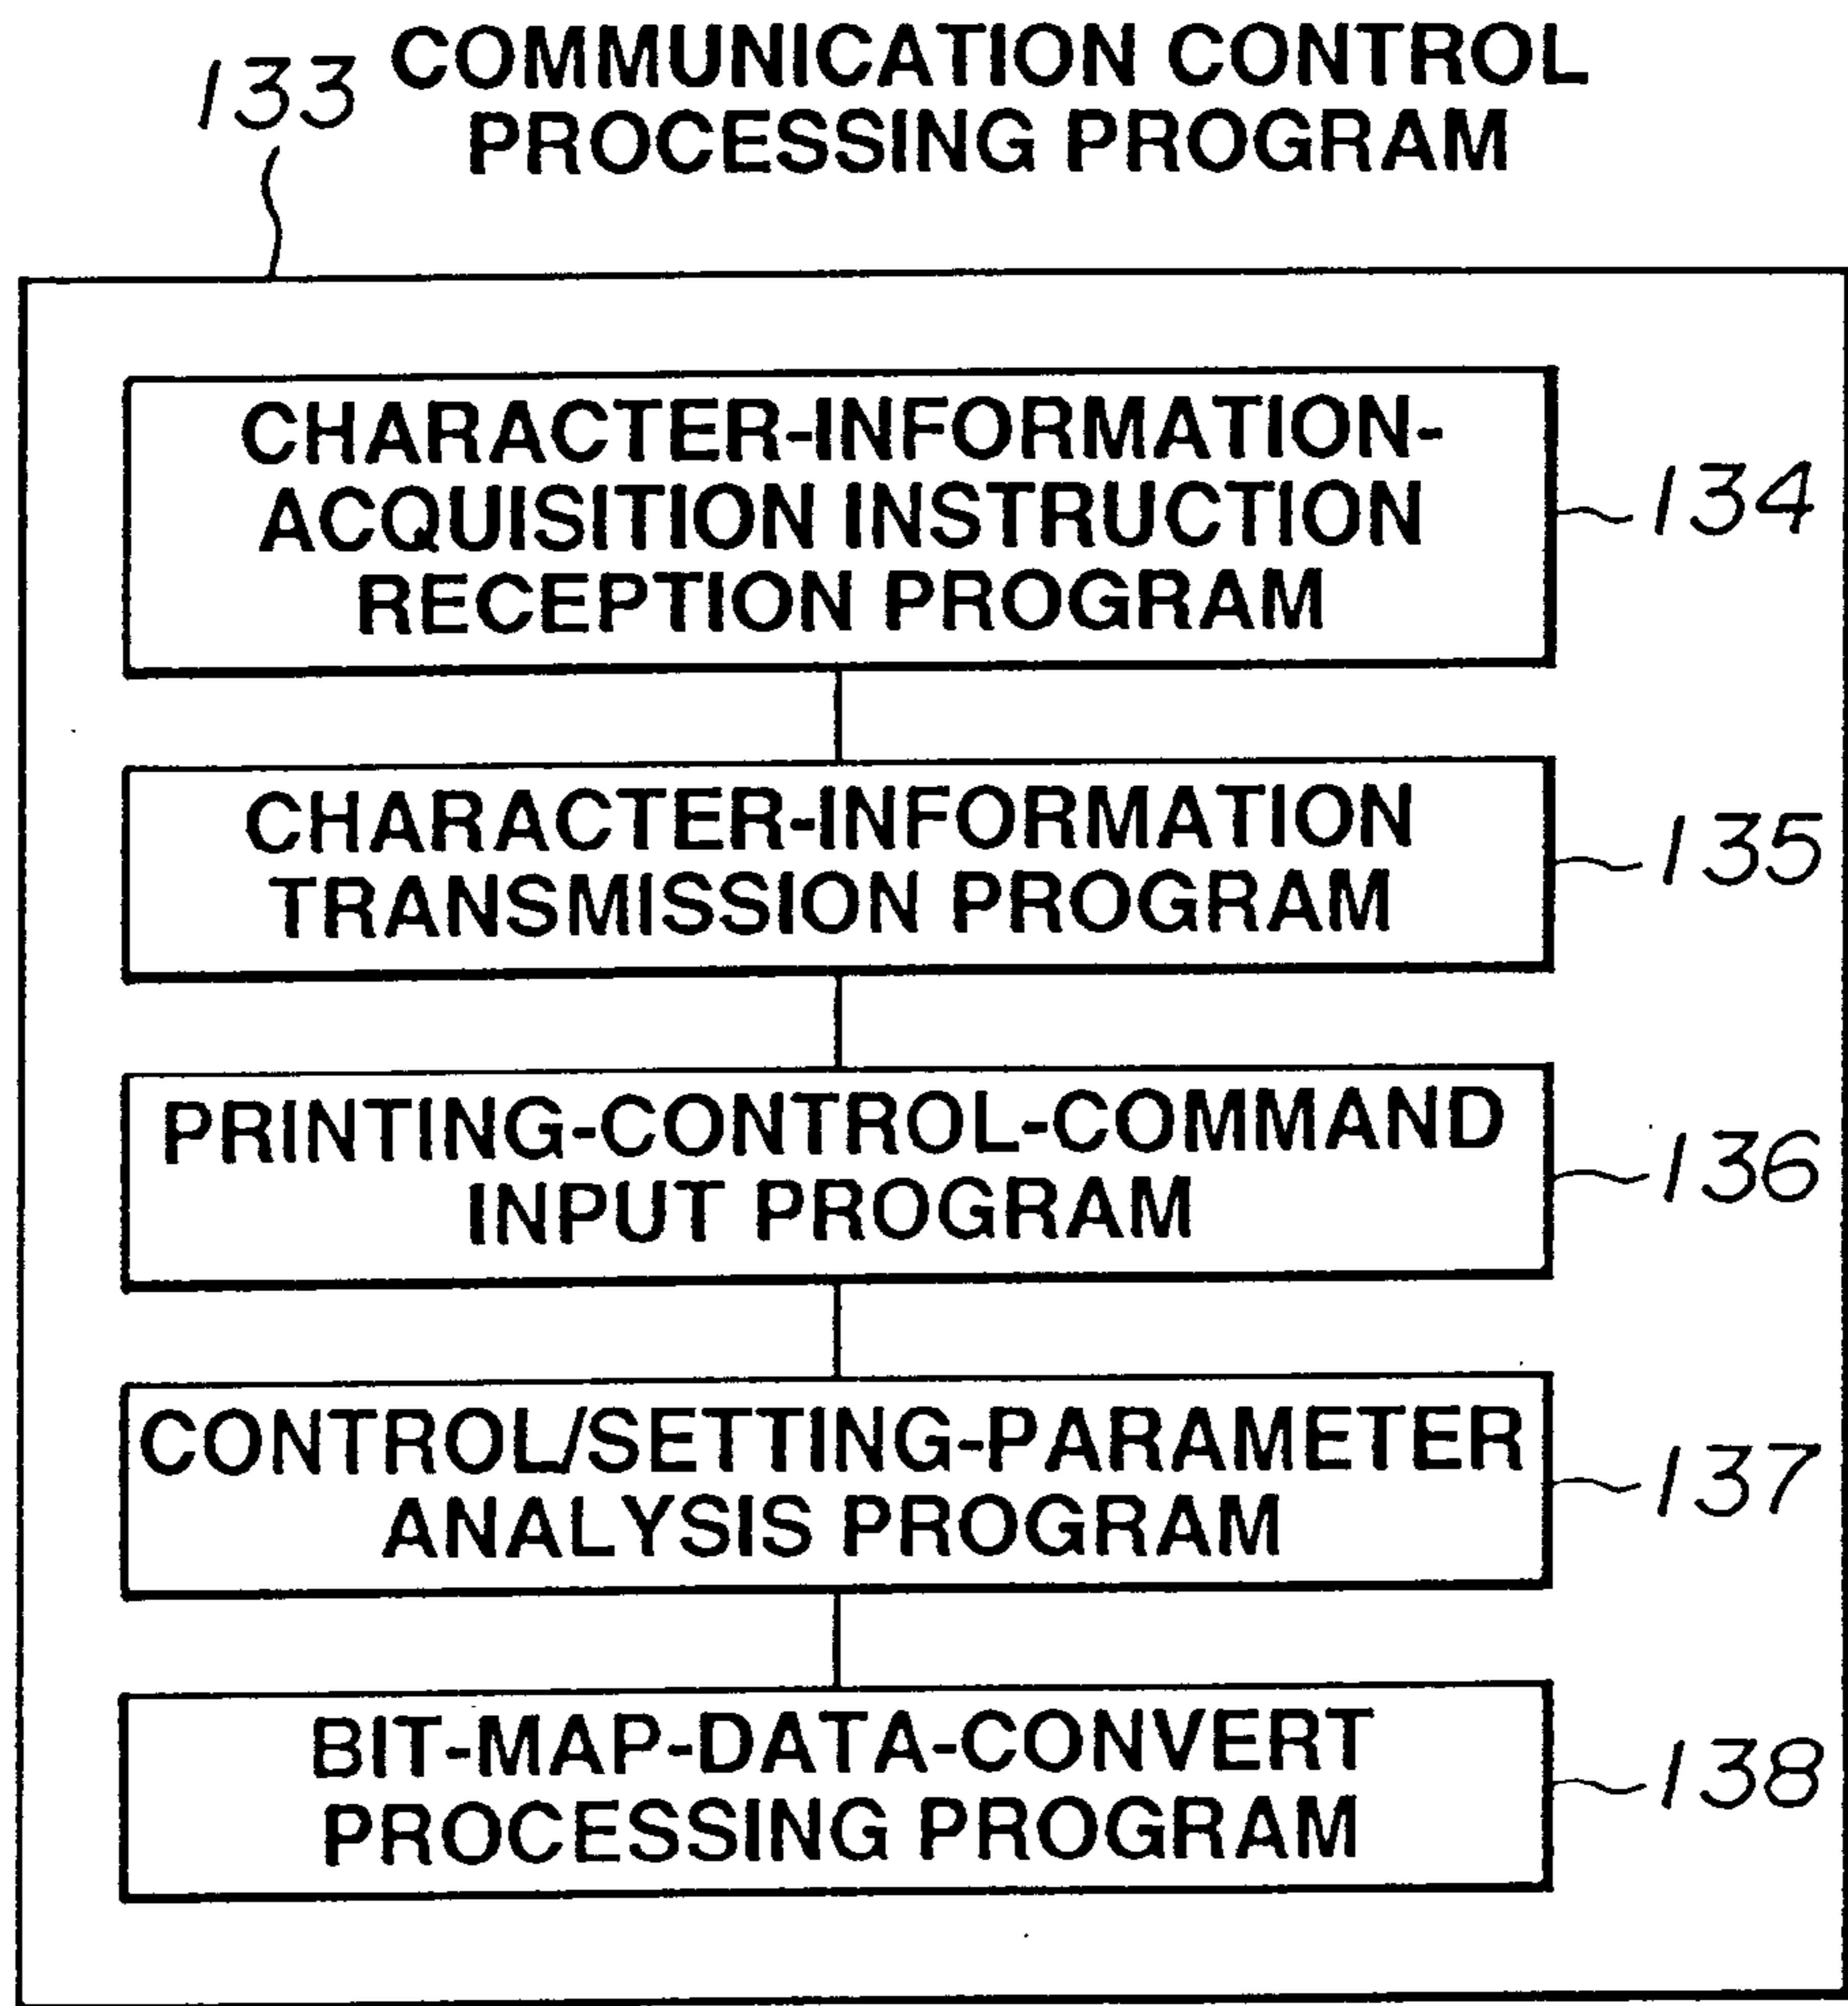 133
COMMUNICATION CONTROL
PROCESSING PROGRAM
CHARACTER-INFORMATION-
ACQUISITION INSTRUCTION
RECEPTION PROGRAM
134
CHARACTER-INFORMATION
TRANSMISSION PROGRAM
135
PRINTING-CONTROL-COMMAND
INPUT PROGRAM
136
CONTROL/SETTING-PARAMETER
ANALYSIS PROGRAM
137
BIT-MAP-DATA-CONVERT
PROCESSING PROGRAM
138